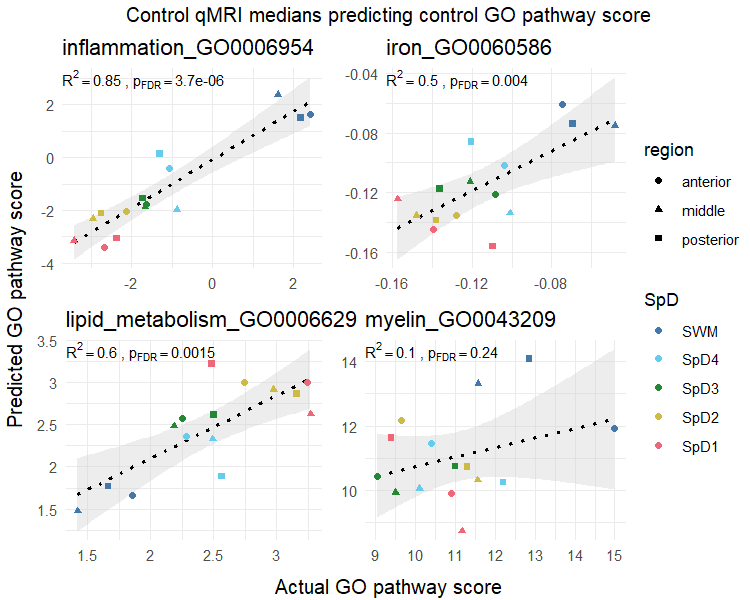 Control qMRI medians predicting control GO pathway score
inflammation_GO0006954
R² = 0.85 , pFDR = 3.7e-06
2
0
-2
-4
-2
0
2
iron_GO0060586
R² = 0.5 , pFDR = 0.004
-0.04
-0.08
-0.12
-0.16
-0.16
-0.12
-0.08
lipid_metabolism_GO0006629
R² = 0.6 , pFDR = 0.0015
3.5
3
2.5
2
1.5
1.5
2
2.5
3
myelin_GO0043209
R² = 0.1 , pFDR = 0.24
14
12
10
9
10
11
12
13
14
15
Predicted GO pathway score
Actual GO pathway score
region
anterior
middle
posterior
SpD
SWM
SpD4
SpD3
SpD2
SpD1